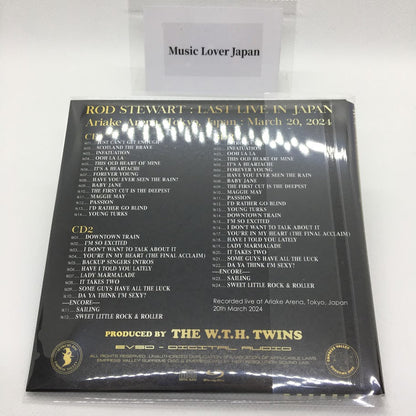 Music Lover Japan
ROD STEWART : LAST LIVE IN JAPAN
Ariake Arena, Tokyo, Japan : March 20, 2024
SCOTLAND THE BRAVE
INFATUATION
OOH LA LA
THIS OLD HEART OF MINE
IT'S A HEARTACHE
FOREVER YOUNG
HAVE YOU EVER SEEN THE RAIN?
BABY JANE
THE FIRST CUT IS THE DEEPEST
MAGGIE MAY
PASSION
I'D RATHER GO BLIND
YOUNG TURKS
CD2
DOWNTOWN TRAIN
I'M SO EXCITED
I DON'T WANT TO TALK ABOUT IT
YOU'RE IN MY HEART (THE FINAL ACCLAIM)
BACKUP SINGERS INTROS
HAVE I TOLD YOU LATELY
LADY MARMALADE
IT TAKES TWO
SOME GUYS HAVE ALL THE LUCK
DA YA THINK I'M SEXY?
—ENCORE—
SAILING
SWEET LITTLE ROCK & ROLLER
INFATUATION
OOH LA LA
THIS OLD HEART OF MINE
IT'S A HEARTACHE
FOREVER YOUNG
HAVE YOU EVER SEEN THE RAIN
BABY JANE
THE FIRST CUT IS THE DEEPEST
MAGGIE MAY
PASSION
I'D RATHER GO BLIND
YOUNG TURKS
DOWNTOWN TRAIN
I'M SO EXCITED
I DON'T WANT TO TALK ABOUT IT
YOU'RE IN MY HEART (THE FINAL ACCLAIM)
HAVE I TOLD YOU LATELY
LADY MARMALADE
IT TAKES TWO
SOME GUYS HAVE ALL THE LUCK
DA YA THINK I'M SEXY?
—ENCORE—
SAILING
SWEET LITTLE ROCK & ROLLER
Recorded live at Ariake Arena, Tokyo, Japan
20th March 2024
PRODUCED BY THE W.T.H. TWINS
EVSD - DIGITAL AUDIO